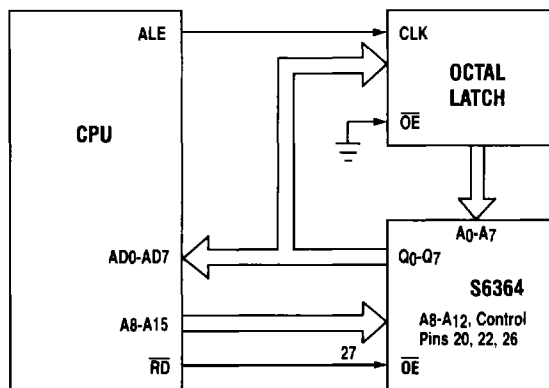 ALE
CLK
OCTAL
LATCH
CPU
OE
A0-A7
AD0-AD7
Q0-Q7
S6364
A8-A15
A8-A12, Control
Pins 20, 22, 26
RD
27
OE